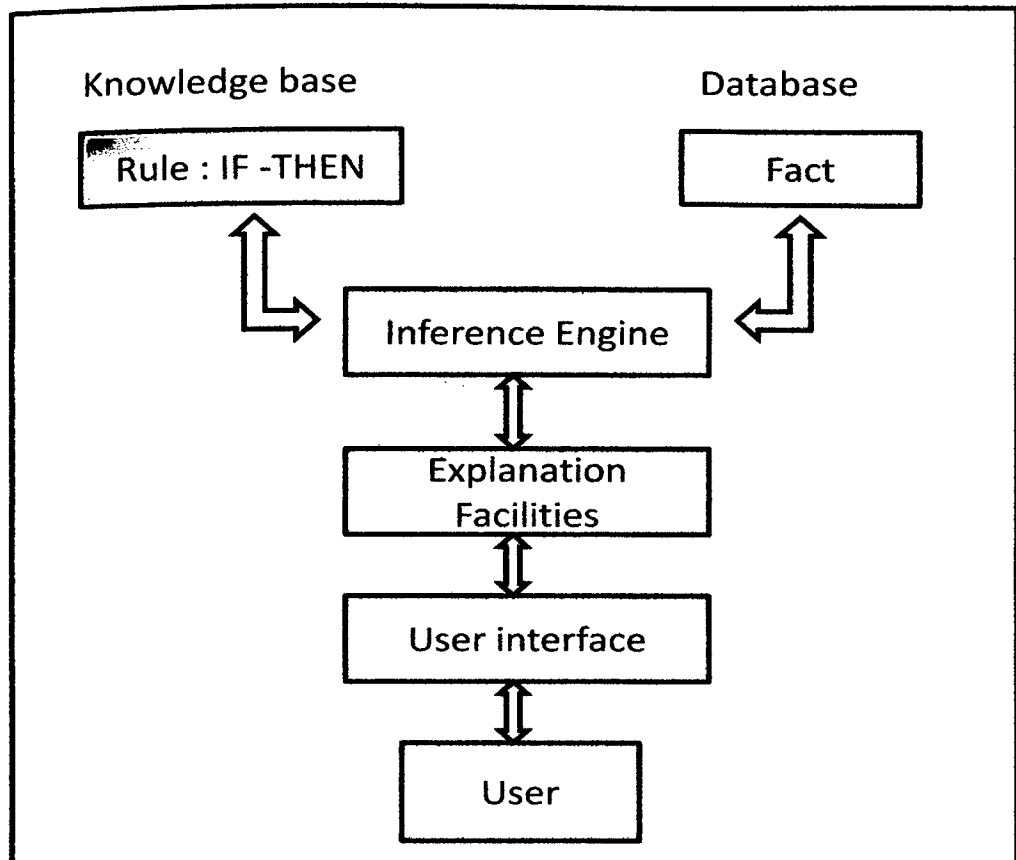 Knowledge base
Database
Rule : IF -THEN
Fact
Inference Engine
Explanation
Facilities
User interface
User